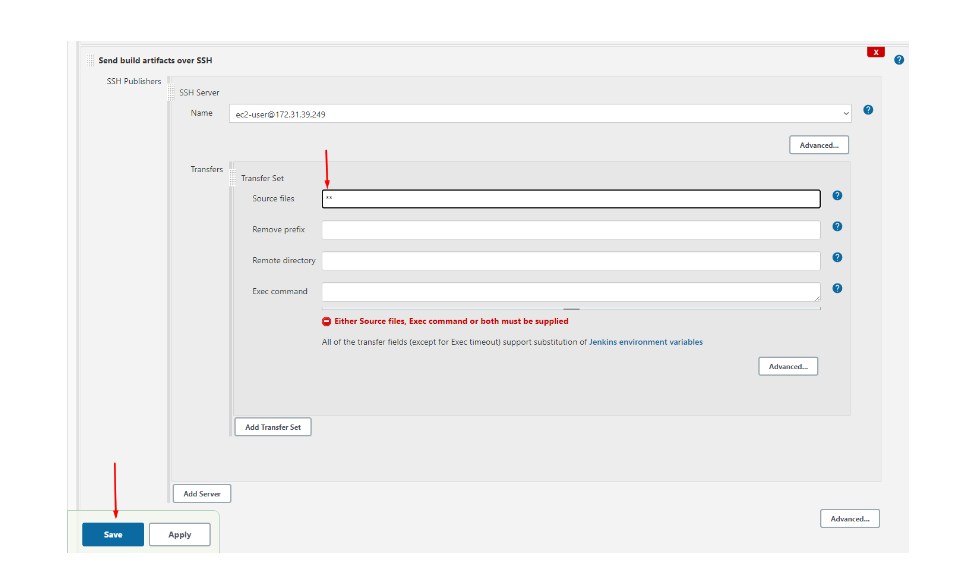 X
Send build artifacts over SSH
?
SSH Publishers
SSH Server
Name
ec2-user@172.31.39.249
?
Advanced...
Transfers
Transfer Set
Source files
**
?
Remove prefix
?
Remote directory
?
Exec command
?
Either Source files, Exec command or both must be supplied
All of the transfer fields (except for Exec timeout) support substitution of Jenkins environment variables
Advanced...
Add Transfer Set
Add Server
Advanced...
Save
Apply